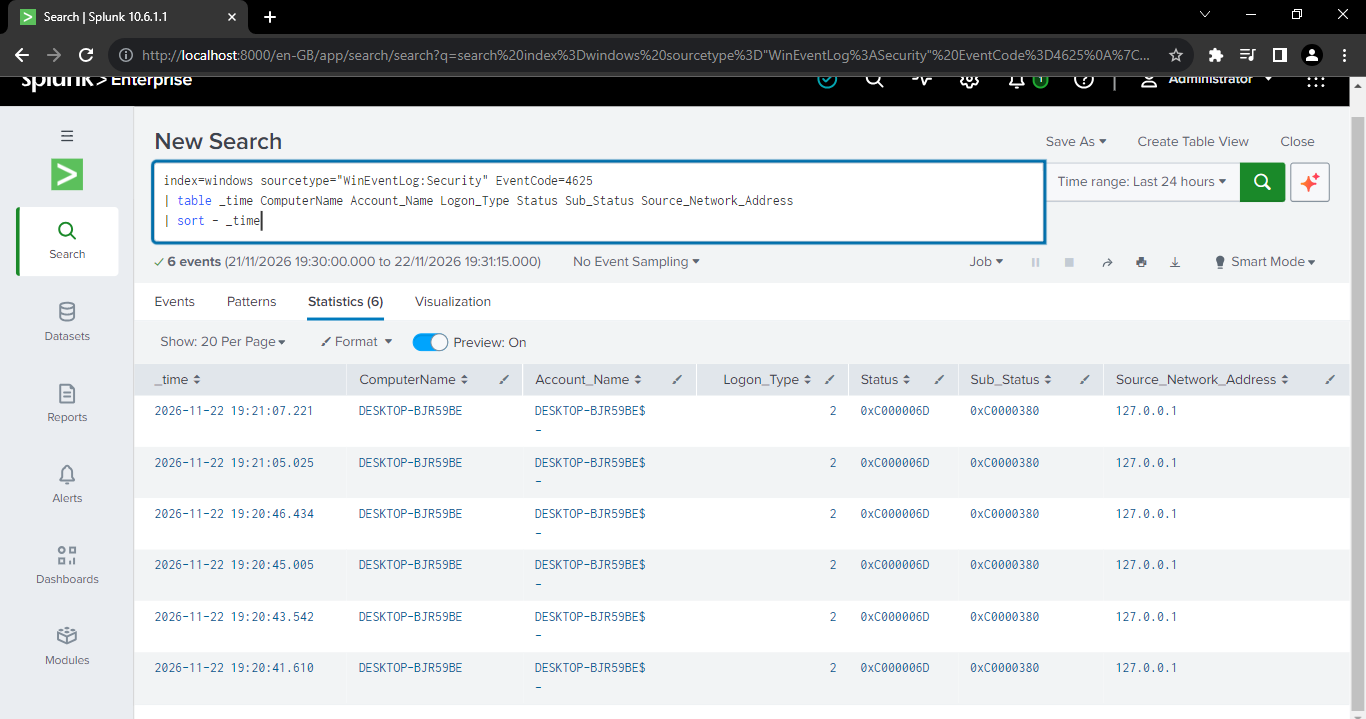 Search | Splunk 10.6.1.1
http://localhost:8000/en-GB/app/search/search?q=search%20index%3Dwindows%20sourcetype%3D"WinEventLog%3ASecurity"%20EventCode%3D4625%0A%7C...
splunk> Enterprise
1
Administrator
New Search
Save As
Create Table View
Close
index=windows sourcetype="WinEventLog:Security" EventCode=4625
| table _time ComputerName Account_Name Logon_Type Status Sub_Status Source_Network_Address
| sort - _time
Time range: Last 24 hours
6 events (21/11/2026 19:30:00.000 to 22/11/2026 19:31:15.000)
No Event Sampling
Job
Smart Mode
Search
Datasets
Reports
Alerts
Dashboards
Modules
Events
Patterns
Statistics (6)
Visualization
Show: 20 Per Page
Format
Preview: On
_time ComputerName Account_Name Logon_Type Status Sub_Status Source_Network_Address
2026-11-22 19:21:07.221 DESKTOP-BJR59BE DESKTOP-BJR59BE$ 2 0xC000006D 0xC0000380 127.0.0.1
-
2026-11-22 19:21:05.025 DESKTOP-BJR59BE DESKTOP-BJR59BE$ 2 0xC000006D 0xC0000380 127.0.0.1
-
2026-11-22 19:20:46.434 DESKTOP-BJR59BE DESKTOP-BJR59BE$ 2 0xC000006D 0xC0000380 127.0.0.1
-
2026-11-22 19:20:45.005 DESKTOP-BJR59BE DESKTOP-BJR59BE$ 2 0xC000006D 0xC0000380 127.0.0.1
-
2026-11-22 19:20:43.542 DESKTOP-BJR59BE DESKTOP-BJR59BE$ 2 0xC000006D 0xC0000380 127.0.0.1
-
2026-11-22 19:20:41.610 DESKTOP-BJR59BE DESKTOP-BJR59BE$ 2 0xC000006D 0xC0000380 127.0.0.1
-